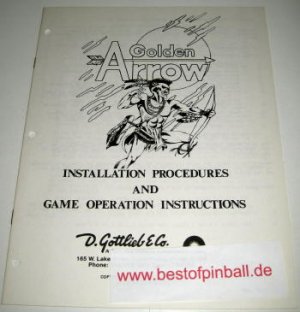 Golden
Arrow
INSTALLATION PROCEDURES
AND
GAME OPERATION INSTRUCTIONS
D. Gottlieb & Co.
165 W. Lake
Phone:
www.bestofpinball.de